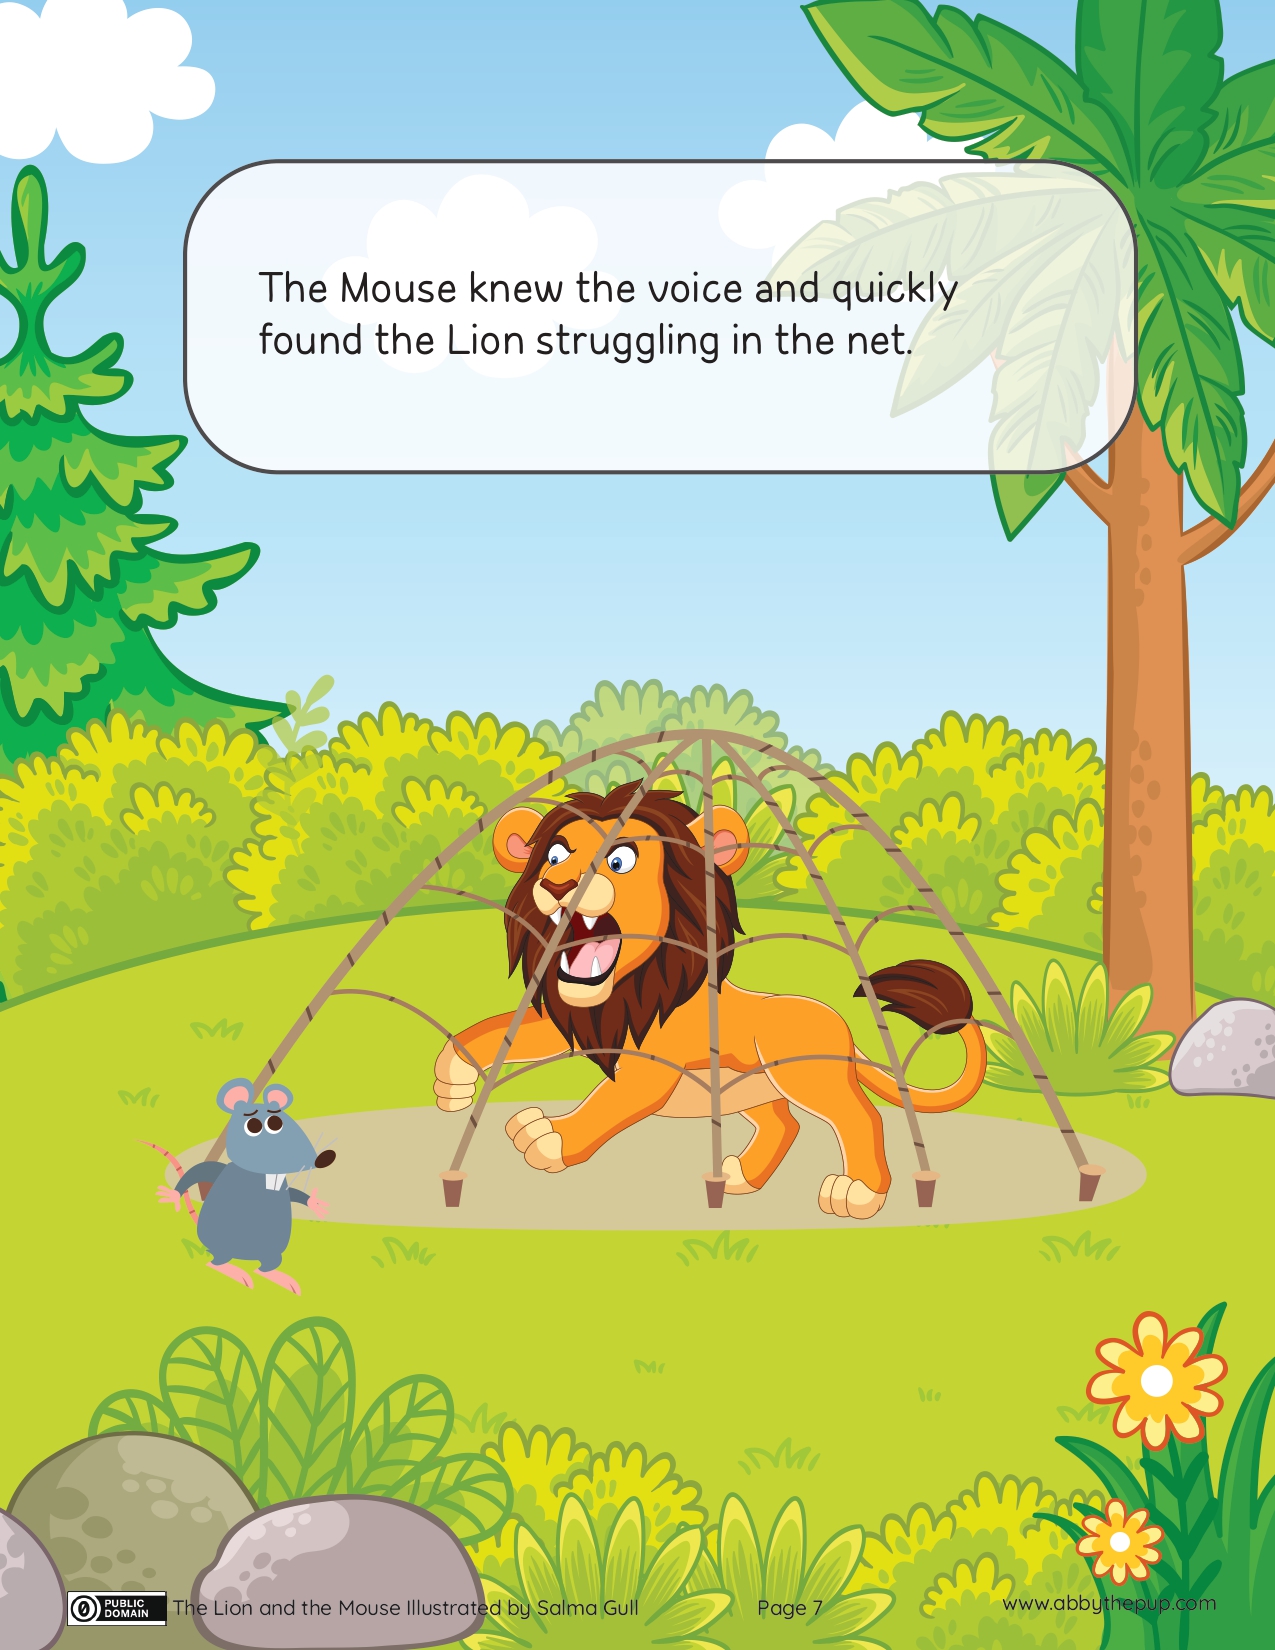 The Mouse knew the voice and quickly
found the Lion struggling in the net.
PUBLIC
DOMAIN
The Lion and the Mouse Illustrated by Salma Gull
Page 7
www.abbythepup.com